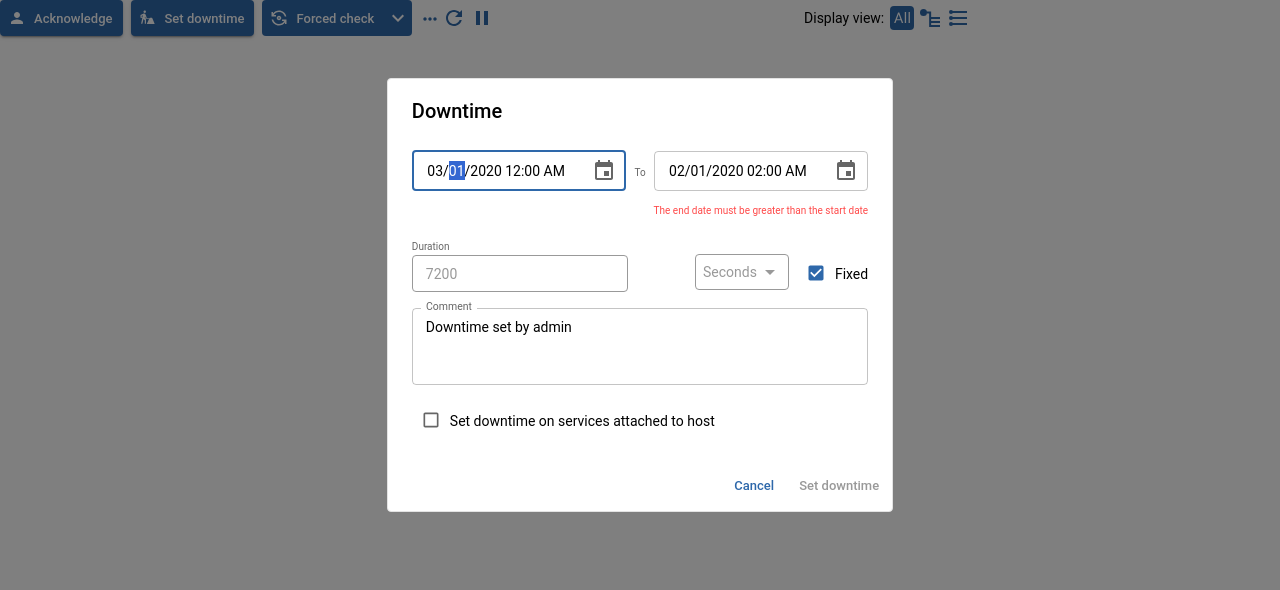 Acknowledge Set downtime Forced check Display view: All
Downtime
03/01/2020 12:00 AM To 02/01/2020 02:00 AM
The end date must be greater than the start date
Duration
7200 Seconds Fixed
Comment
Downtime set by admin
Set downtime on services attached to host
Cancel Set downtime